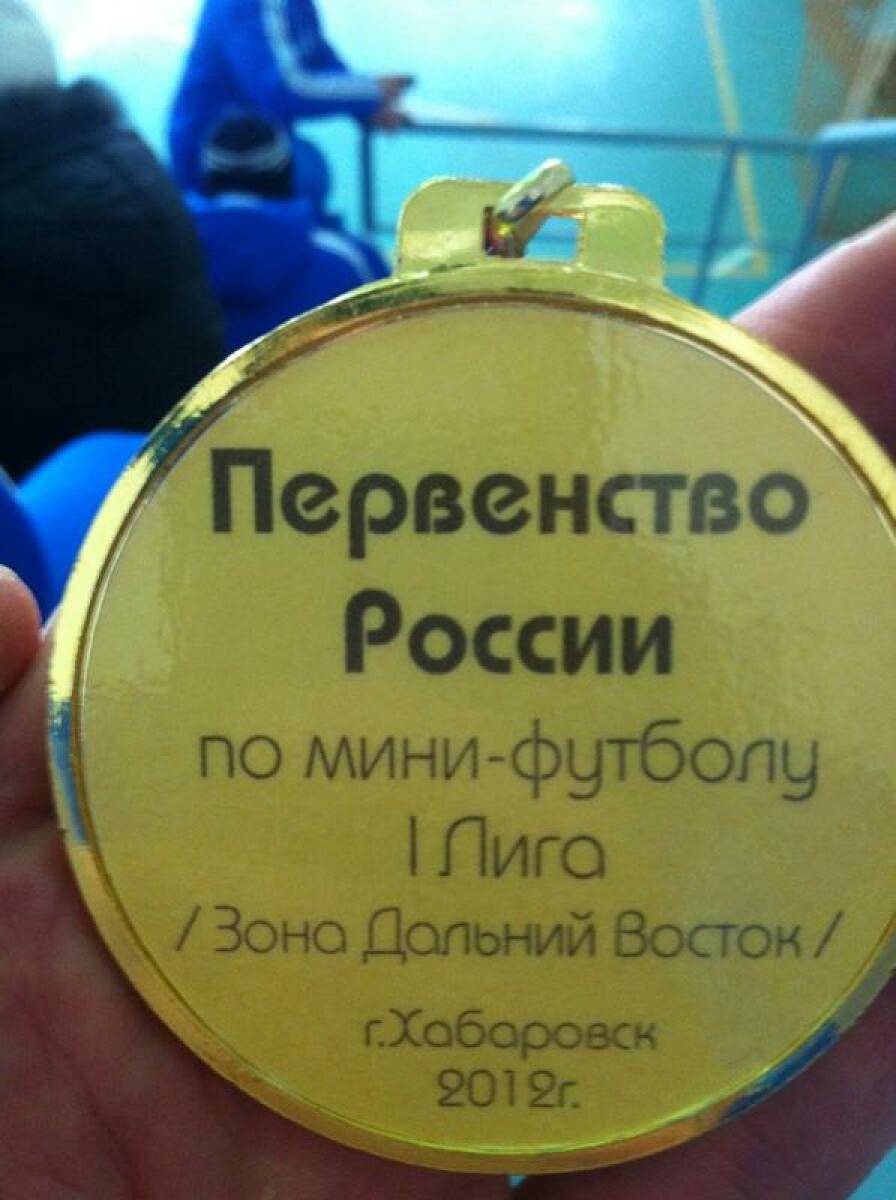 Первенство
России
по мини-футболу
I Лига
/ Зона Дальний Восток /
г.Хабаровск
2012г.